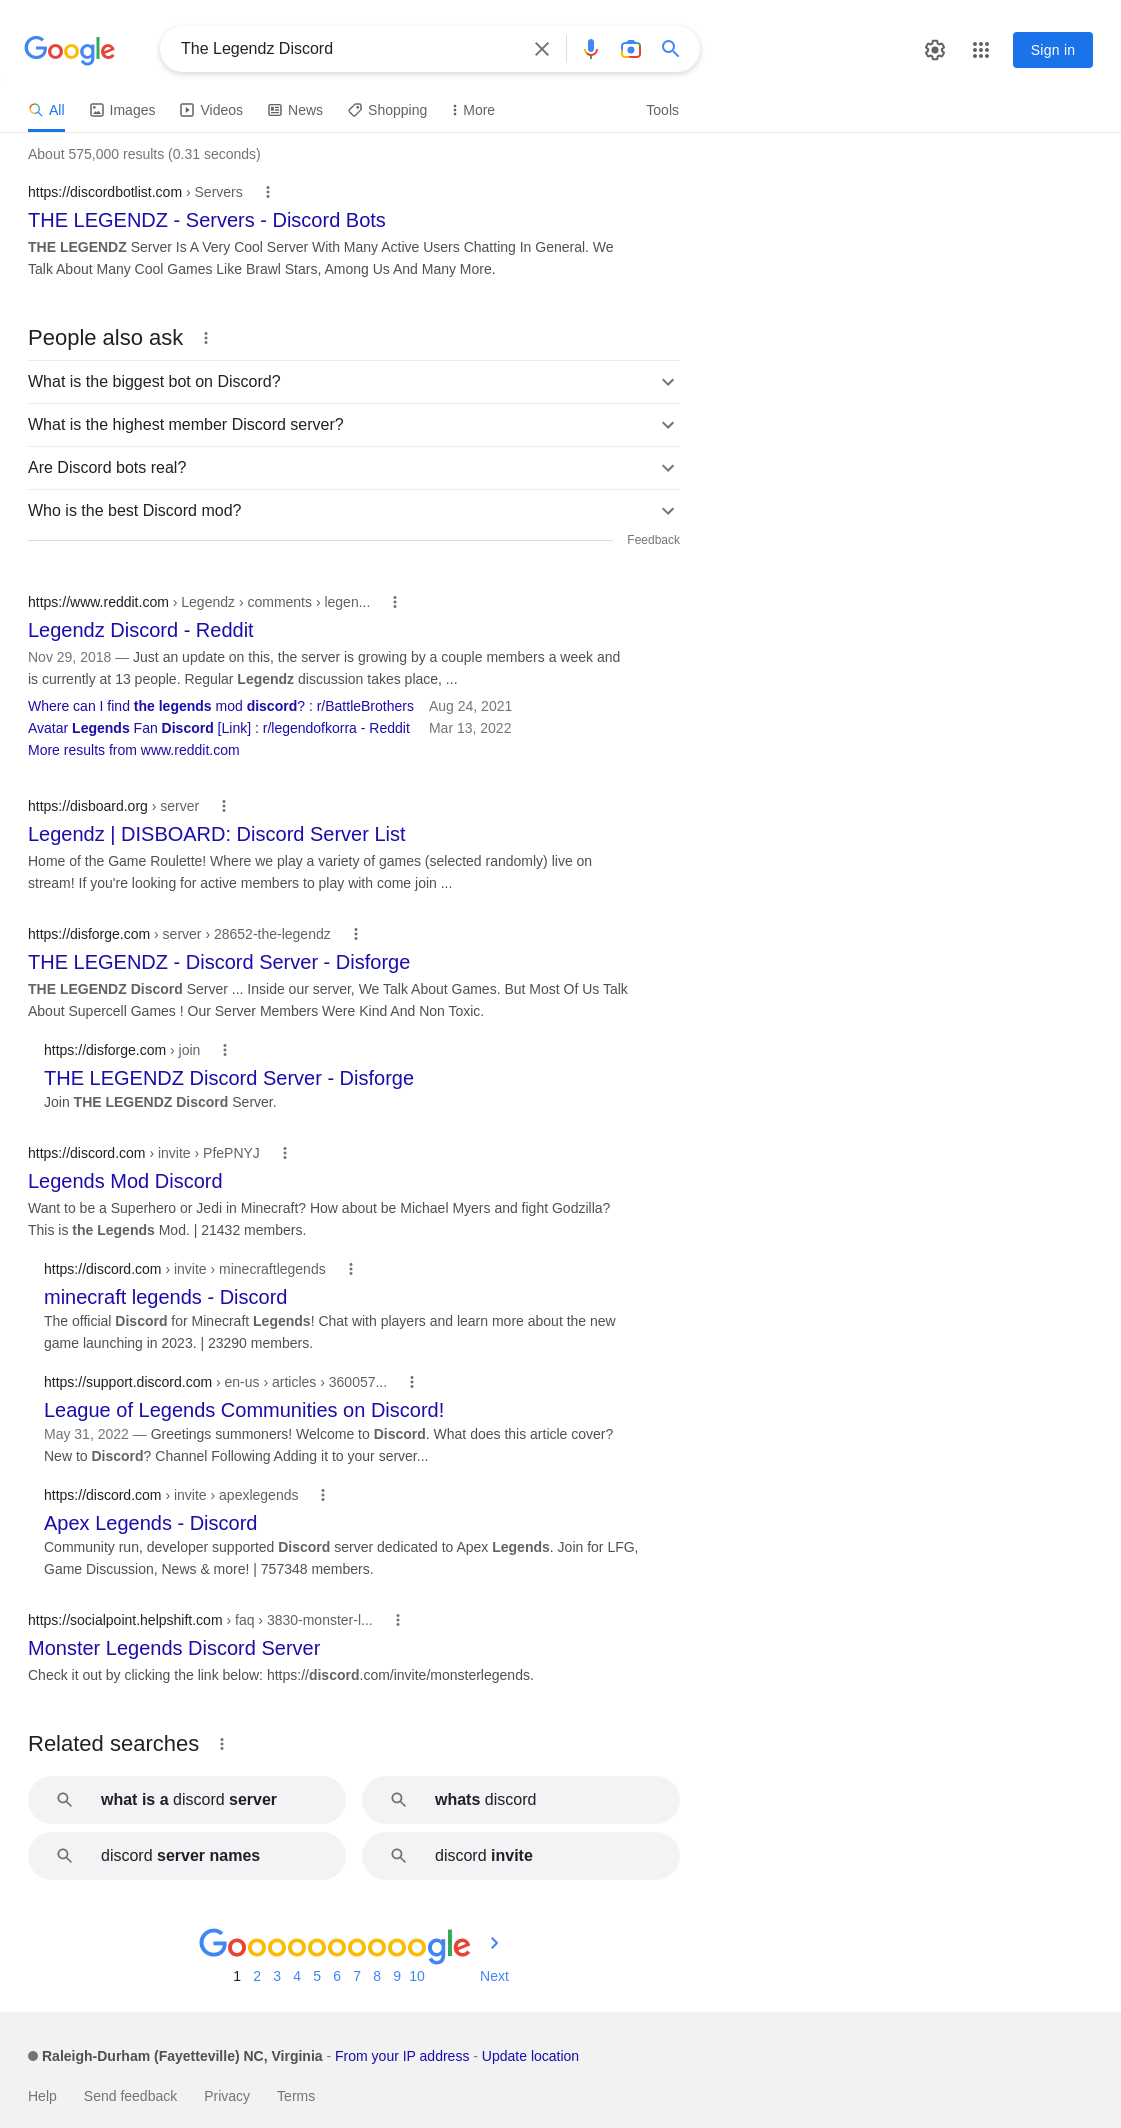 Google
The Legendz Discord
Sign in
All Images Videos News Shopping More Tools
About 575,000 results (0.31 seconds)
https://discordbotlist.com › Servers
THE LEGENDZ - Servers - Discord Bots
THE LEGENDZ Server Is A Very Cool Server With Many Active Users Chatting In General. We
Talk About Many Cool Games Like Brawl Stars, Among Us And Many More.
People also ask
What is the biggest bot on Discord?
What is the highest member Discord server?
Are Discord bots real?
Who is the best Discord mod?
Feedback
https://www.reddit.com › Legendz › comments › legen...
Legendz Discord - Reddit
Nov 29, 2018 — Just an update on this, the server is growing by a couple members a week and
is currently at 13 people. Regular Legendz discussion takes place, ...
Where can I find the legends mod discord? : r/BattleBrothers Aug 24, 2021
Avatar Legends Fan Discord [Link] : r/legendofkorra - Reddit Mar 13, 2022
More results from www.reddit.com
https://disboard.org › server
Legendz | DISBOARD: Discord Server List
Home of the Game Roulette! Where we play a variety of games (selected randomly) live on
stream! If you're looking for active members to play with come join ...
https://disforge.com › server › 28652-the-legendz
THE LEGENDZ - Discord Server - Disforge
THE LEGENDZ Discord Server ... Inside our server, We Talk About Games. But Most Of Us Talk
About Supercell Games ! Our Server Members Were Kind And Non Toxic.
https://disforge.com › join
THE LEGENDZ Discord Server - Disforge
Join THE LEGENDZ Discord Server.
https://discord.com › invite › PfePNYJ
Legends Mod Discord
Want to be a Superhero or Jedi in Minecraft? How about be Michael Myers and fight Godzilla?
This is the Legends Mod. | 21432 members.
https://discord.com › invite › minecraftlegends
minecraft legends - Discord
The official Discord for Minecraft Legends! Chat with players and learn more about the new
game launching in 2023. | 23290 members.
https://support.discord.com › en-us › articles › 360057...
League of Legends Communities on Discord!
May 31, 2022 — Greetings summoners! Welcome to Discord. What does this article cover?
New to Discord? Channel Following Adding it to your server...
https://discord.com › invite › apexlegends
Apex Legends - Discord
Community run, developer supported Discord server dedicated to Apex Legends. Join for LFG,
Game Discussion, News & more! | 757348 members.
https://socialpoint.helpshift.com › faq › 3830-monster-l...
Monster Legends Discord Server
Check it out by clicking the link below: https://discord.com/invite/monsterlegends.
Related searches
what is a discord server whats discord
discord server names discord invite
Goooooooooogle
1 2 3 4 5 6 7 8 9 10 Next
Raleigh-Durham (Fayetteville) NC, Virginia - From your IP address - Update location
Help Send feedback Privacy Terms